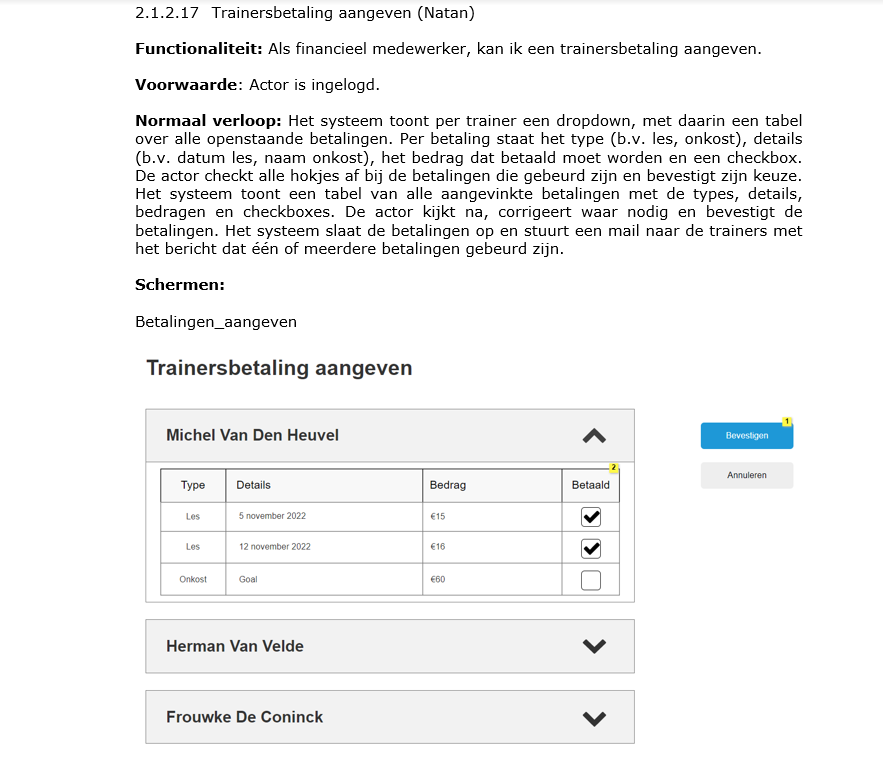 2.1.2.17 Trainersbetaling aangeven (Natan)
Functionaliteit: Als financieel medewerker, kan ik een trainersbetaling aangeven.
Voorwaarde: Actor is ingelogd.
Normaal verloop: Het systeem toont per trainer een dropdown, met daarin een tabel
over alle openstaande betalingen. Per betaling staat het type (b.v. les, onkost), details
(b.v. datum les, naam onkost), het bedrag dat betaald moet worden en een checkbox.
De actor checkt alle hokjes af bij de betalingen die gebeurd zijn en bevestigt zijn keuze.
Het systeem toont een tabel van alle aangevinkte betalingen met de types, details,
bedragen en checkboxes. De actor kijkt na, corrigeert waar nodig en bevestigt de
betalingen. Het systeem slaat de betalingen op en stuurt een mail naar de trainers met
het bericht dat één of meerdere betalingen gebeurd zijn.
Schermen:
Betalingen_aangeven
Trainersbetaling aangeven
Michel Van Den Heuvel
Type Details Bedrag Betaald 2
Les 5 november 2022 €15
Les 12 november 2022 €16
Onkost Goal €60
Herman Van Velde
Frouwke De Coninck
Bevestigen 1
Annuleren